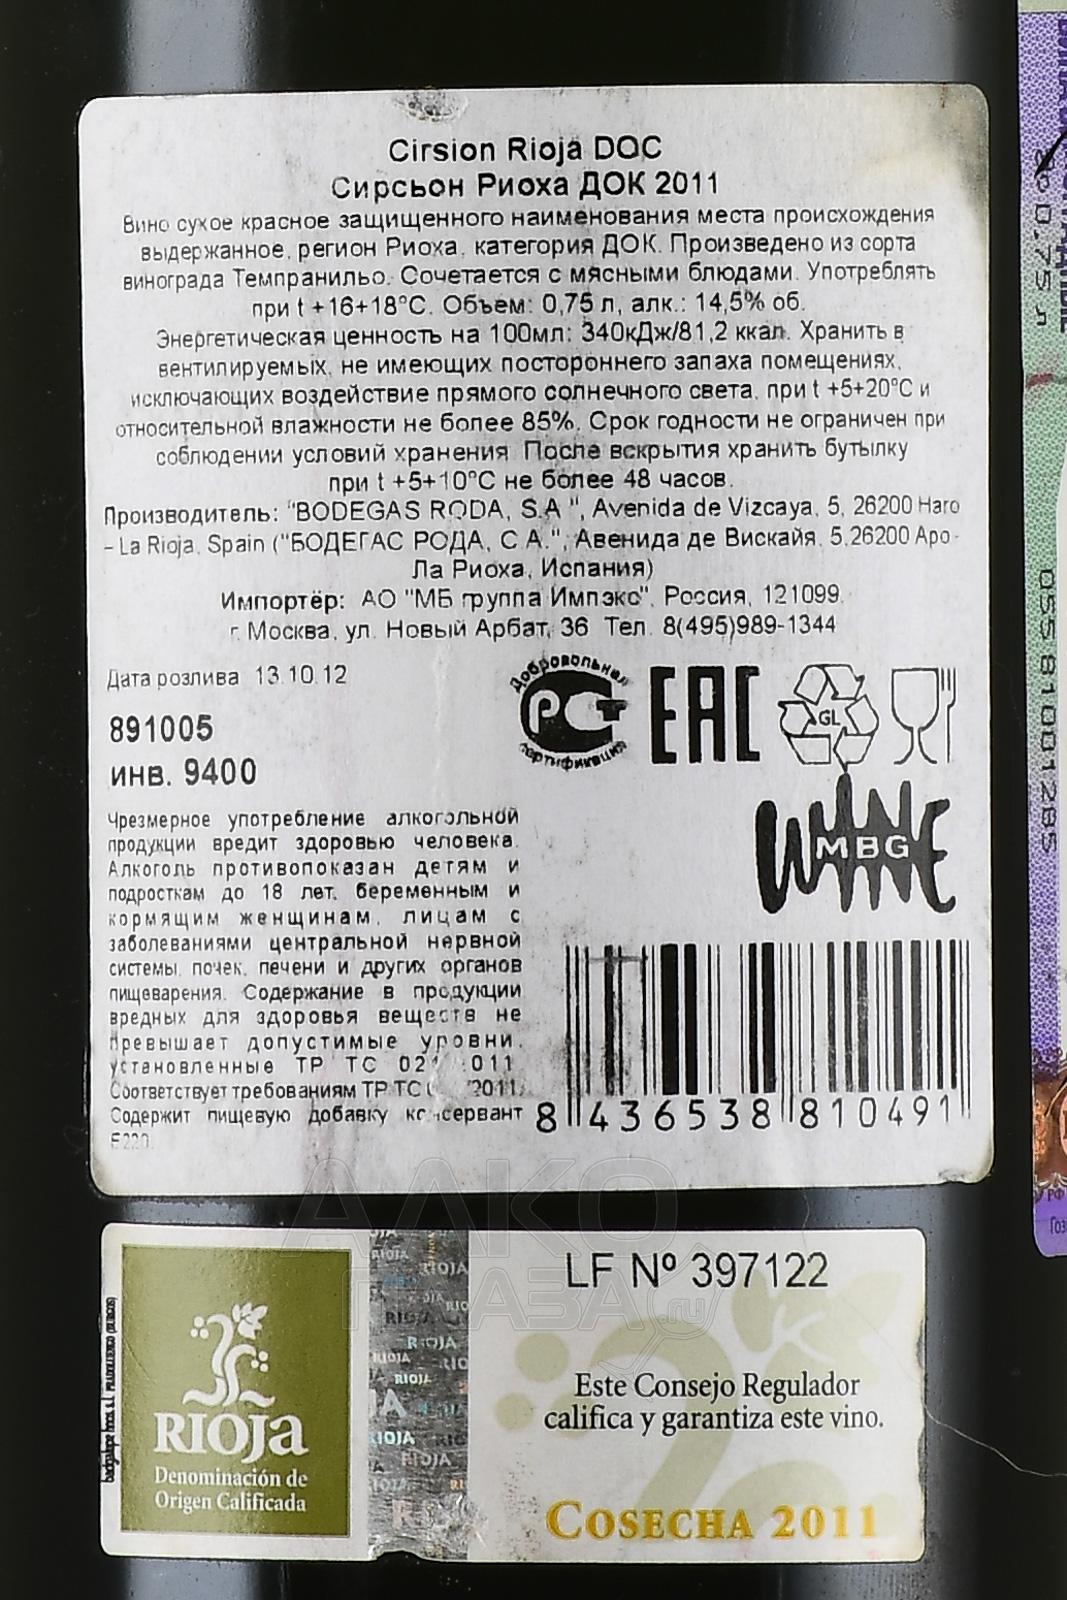 Cirsion Rioja DOC
Сирсьон Риоха ДОК 2011
Вино сухое красное защищенного наименования места происхождения
выдержанное, регион Риоха, категория ДОК. Произведено из сорта
винограда Темпранильо. Сочетается с мясными блюдами. Употреблять
при t +16+18°C. Объем: 0,75 л, алк.: 14,5% об.
Энергетическая ценность на 100мл: 340кДж/81,2 ккал. Хранить в
вентилируемых, не имеющих постороннего запаха помещениях,
исключающих воздействие прямого солнечного света, при t +5+20°C и
относительной влажности не более 85%. Срок годности не ограничен при
соблюдении условий хранения. После вскрытия хранить бутылку
при t +5+10°C не более 48 часов.
Производитель: "BODEGAS RODA, S.A.", Avenida de Vizcaya, 5, 26200 Haro
– La Rioja, Spain ("БОДЕГАС РОДА, С.А.", Авенида де Вискайя, 5,26200 Аро -
Ла Риоха, Испания)
Импортёр: АО "МБ группа Импэкс", Россия, 121099,
г. Москва, ул. Новый Арбат, 36 Тел. 8(495)989-1344
Дата розлива 13.10.12
891005
инв. 9400
Добровольная
РСТ
сертификация
EAC
GL
WINE
MBG
Чрезмерное употребление алкогольной
продукции вредит здоровью человека.
Алкоголь противопоказан детям и
подросткам до 18 лет, беременным и
кормящим женщинам, лицам с
заболеваниями центральной нервной
системы, почек, печени и других органов
пищеварения. Содержание в продукции
вредных для здоровья веществ не
превышает допустимые уровни,
установленные ТР ТС
Соответствует требованиям ТР ТС
Содержит пищевую добавку консервант
E220.
8 436538 810491
0,75 л
055 81001285
LF Nº 397122
Este Consejo Regulador
califica y garantiza este vino.
COSECHA 2011
RIOJA
Denominación de
Origen Calificada
АЛКО
ГЛАЗА.ru